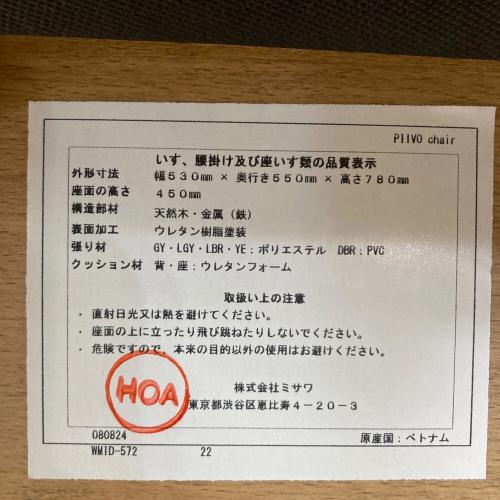 PIIVO chair
いす、腰掛け及び座いす類の品質表示
外形寸法 幅530mm × 奥行き550mm × 高さ780mm
座面の高さ 450mm
構造部材 天然木・金属（鉄）
表面加工 ウレタン樹脂塗装
張り材 GY・LGY・LBR・YE：ポリエステル DBR：PVC
クッション材 背・座：ウレタンフォーム
取扱い上の注意
・ 直射日光又は熱を避けてください。
・ 座面の上に立ったり飛び跳ねたりしないでください。
・ 危険ですので、本来の目的以外の使用はお避けください。
HOA
株式会社ミサワ
東京都渋谷区恵比寿4－20－3
080824 原産国：ベトナム
WMID-572 22